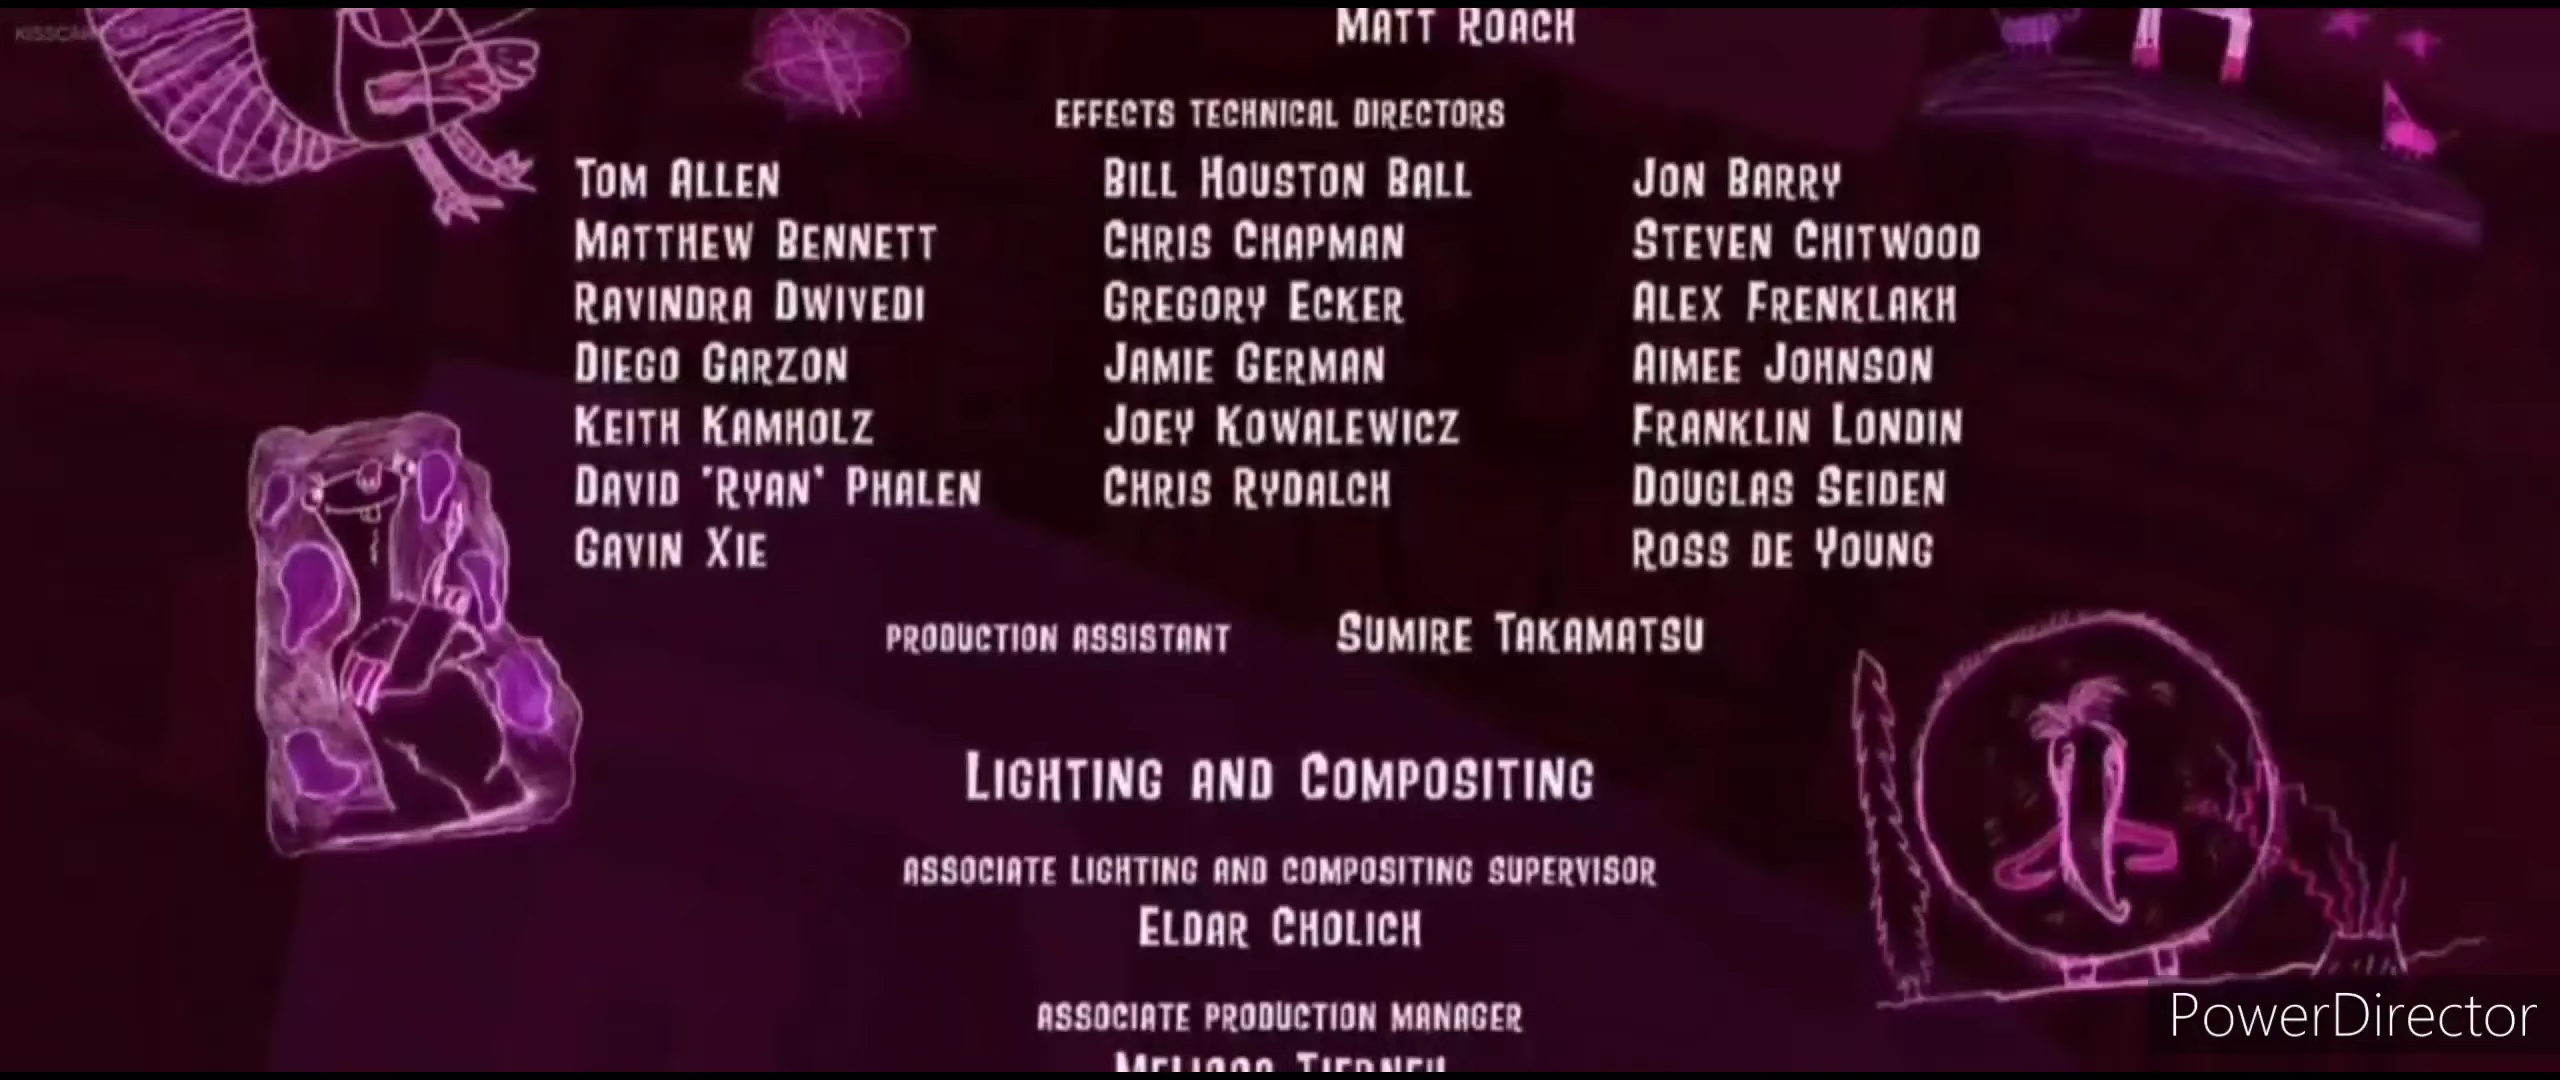 MATT ROACH
EFFECTS TECHNICAL DIRECTORS
TOM ALLEN BILL HOUSTON BALL JON BARRY
MATTHEW BENNETT CHRIS CHAPMAN STEVEN CHITWOOD
RAVINDRA DWIVEDI GREGORY ECKER ALEX FRENKLAKH
DIEGO GARZON JAMIE GERMAN AIMEE JOHNSON
KEITH KAMHOLZ JOEY KOWALEWICZ FRANKLIN LONDIN
DAVID 'RYAN' PHALEN CHRIS RYDALCH DOUGLAS SEIDEN
GAVIN XIE ROSS DE YOUNG
PRODUCTION ASSISTANT SUMIRE TAKAMATSU
LIGHTING AND COMPOSITING
ASSOCIATE LIGHTING AND COMPOSITING SUPERVISOR
ELDAR CHOLICH
ASSOCIATE PRODUCTION MANAGER
PowerDirector